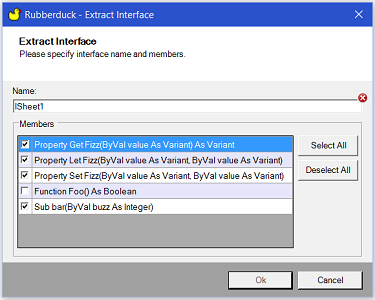 Rubberduck - Extract Interface
Extract Interface
Please specify interface name and members.
Name:
ISheet1
Members
Property Get Fizz(ByVal value As Variant) As Variant
Property Let Fizz(ByVal value As Variant, ByVal value As Variant)
Property Set Fizz(ByVal value As Variant, ByVal value As Variant)
Function Foo() As Boolean
Sub bar(ByVal buzz As Integer)
Select All
Deselect All
Ok
Cancel